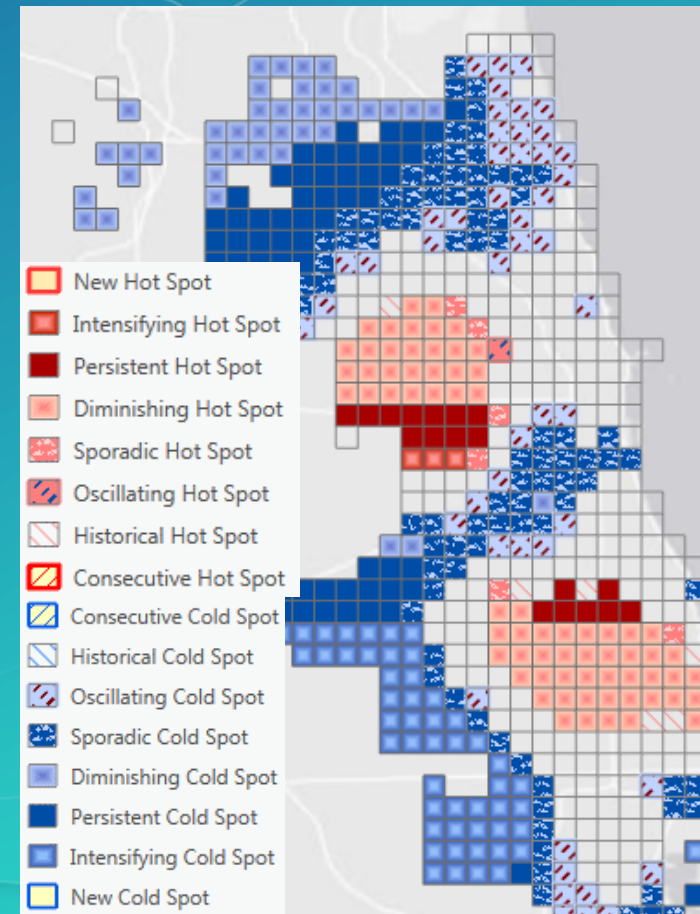 New Hot Spot
Intensifying Hot Spot
Persistent Hot Spot
Diminishing Hot Spot
Sporadic Hot Spot
Oscillating Hot Spot
Historical Hot Spot
Consecutive Hot Spot
Consecutive Cold Spot
Historical Cold Spot
Oscillating Cold Spot
Sporadic Cold Spot
Diminishing Cold Spot
Persistent Cold Spot
Intensifying Cold Spot
New Cold Spot